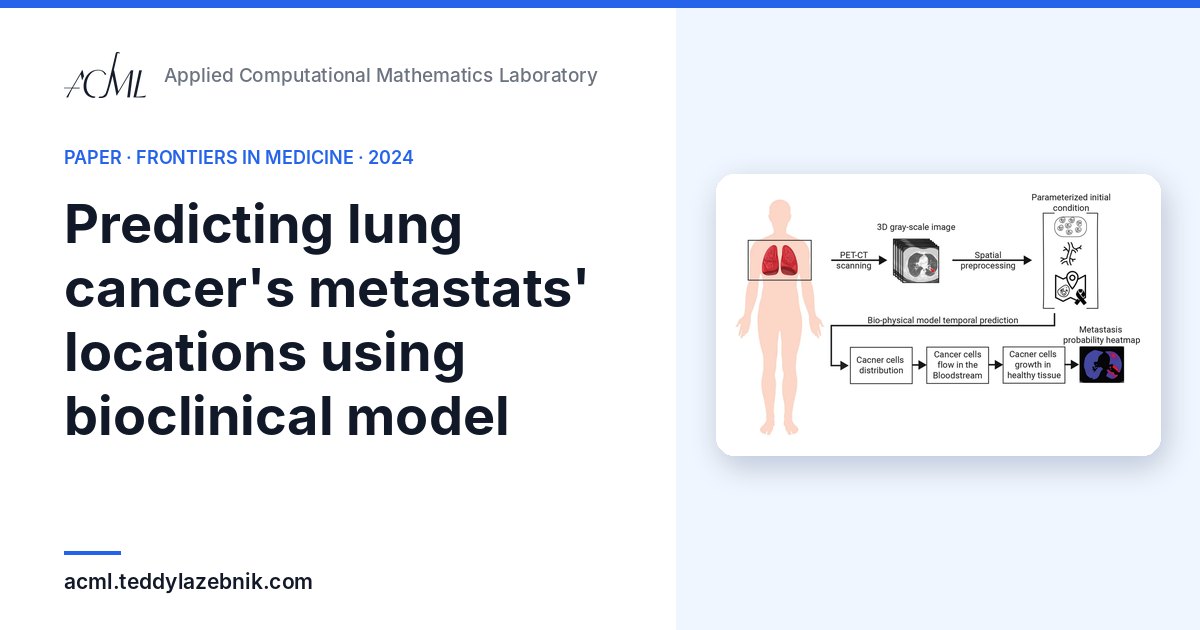 ACML
Applied Computational Mathematics Laboratory
PAPER · FRONTIERS IN MEDICINE · 2024
Predicting lung
cancer's metastats'
locations using
bioclinical model
acml.teddylazebnik.com
Parameterized initial
condition
3D gray-scale image
PET-CT
scanning
Spatial
preprocessing
Bio-physical model temporal prediction
Metastasis
probability heatmap
Cacner cells
distribution
Cancer cells
flow in the
Bloodstream
Cacner cells
growth in
healthy tissue